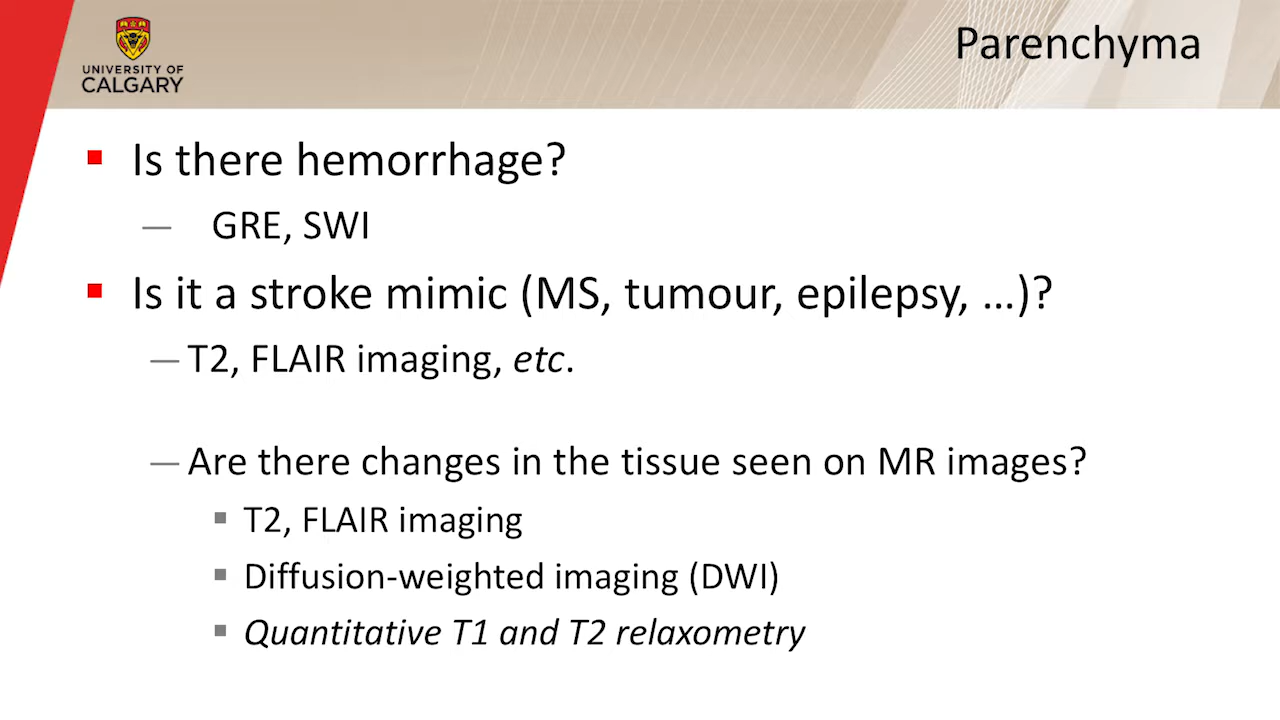 UNIVERSITY OF
CALGARY
Parenchyma
▪ Is there hemorrhage?
— GRE, SWI
▪ Is it a stroke mimic (MS, tumour, epilepsy, …)?
— T2, FLAIR imaging, etc.
— Are there changes in the tissue seen on MR images?
▪ T2, FLAIR imaging
▪ Diffusion-weighted imaging (DWI)
▪ Quantitative T1 and T2 relaxometry